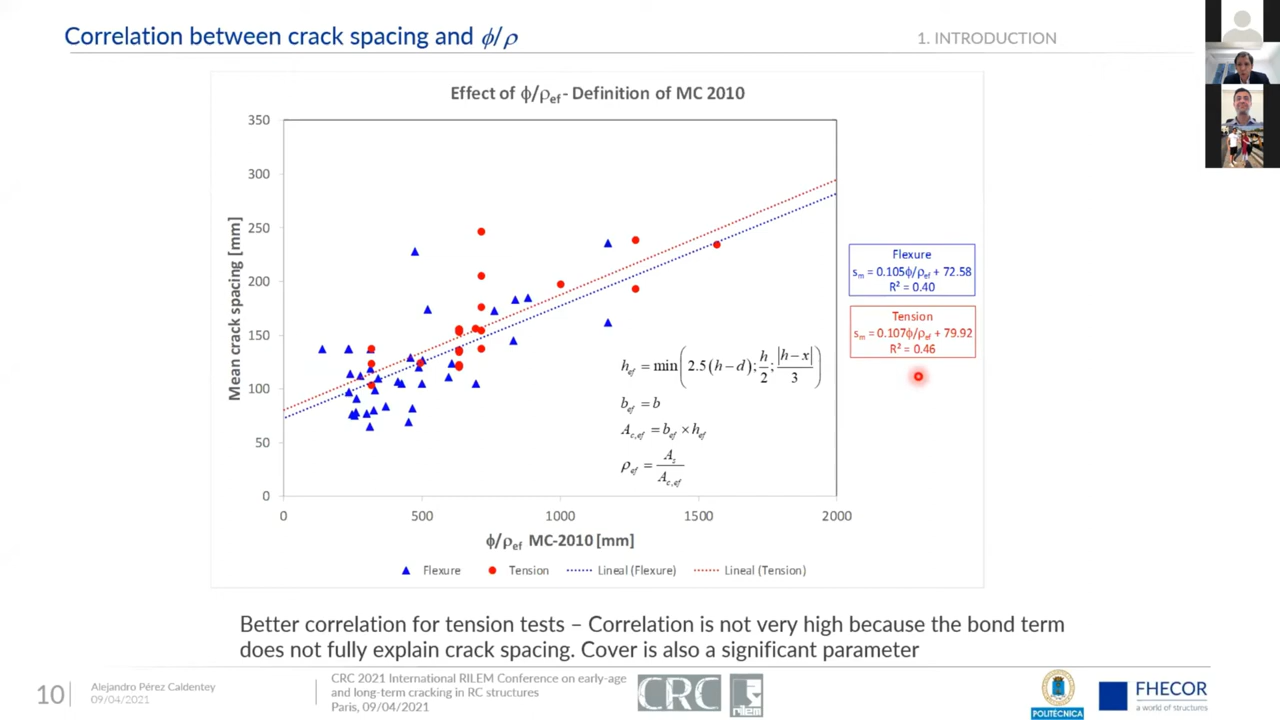 Correlation between crack spacing and ϕ/ρ
1. INTRODUCTION
Effect of ϕ/ρef- Definition of MC 2010
350
300
250
200
150
100
50
0
Mean crack spacing [mm]
0 500 1000 1500 2000
ϕ/ρef MC-2010 [mm]
hef = min(2.5(h−d); h/2; |h−x|/3)
bef = b
Ac,ef = bef × hef
ρef = As/Ac,ef
Flexure
sm = 0.105ϕ/ρef + 72.58
R² = 0.40
Tension
sm = 0.107ϕ/ρef + 79.92
R² = 0.46
Flexure Tension Lineal (Flexure) Lineal (Tension)
Better correlation for tension tests – Correlation is not very high because the bond term
does not fully explain crack spacing. Cover is also a significant parameter
10
Alejandro Pérez Caldentey
09/04/2021
CRC 2021 International RILEM Conference on early-age
and long-term cracking in RC structures
Paris, 09/04/2021
CRC
rilem
POLITÉCNICA
FHECOR
a world of structures